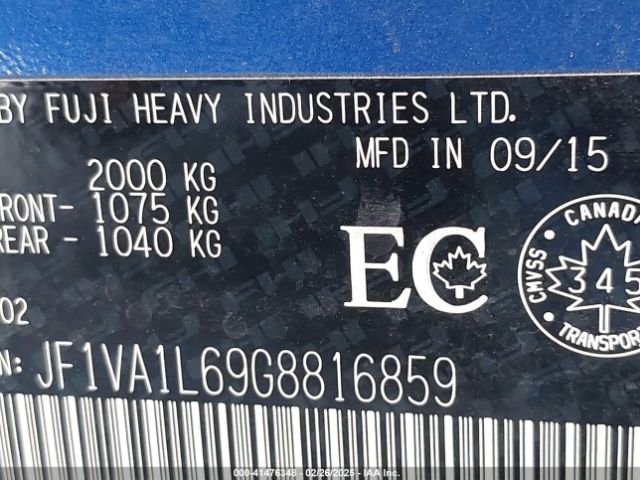 BY FUJI HEAVY INDUSTRIES LTD.
MFD IN 09/15
2000 KG
FRONT- 1075 KG
REAR - 1040 KG
EC
CANADA
CMVSS
345
TRANSPORT
02
N: JF1VA1L69G8816859
000-41476348 - 02/26/2025 - IAA Inc.